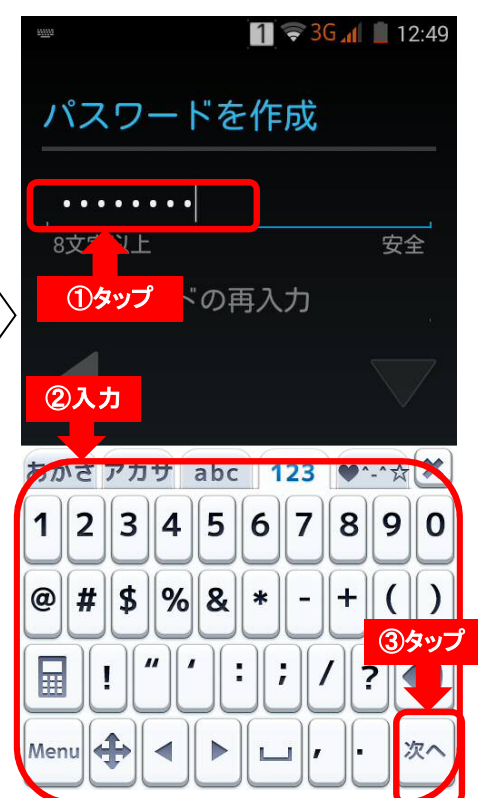 1 3G 12:49
パスワードを作成
........
8文字以上 安全
①タップ
ドの再入力
②入力
あかさ アカサ abc 123 ♥^-^☆ ×
1 2 3 4 5 6 7 8 9 0
@ # $ % & * - + ( )
③タップ
! " ' : ; / ?
Menu , . 次へ